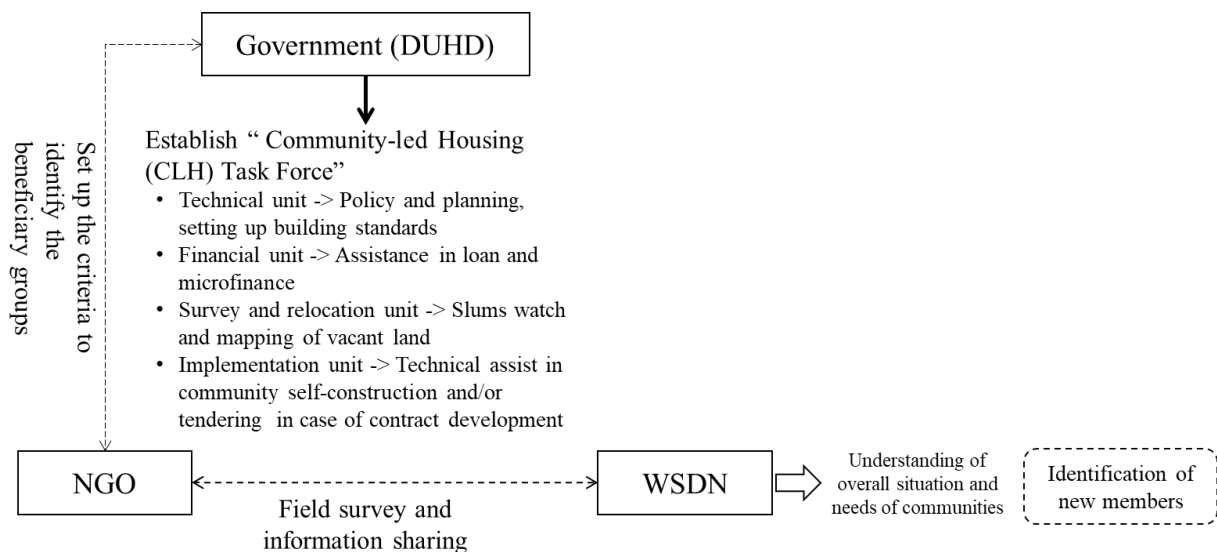 Government (DUHD)
Set up the criteria to
identify the
beneficiary groups
Establish “ Community-led Housing
(CLH) Task Force”
• Technical unit -> Policy and planning,
setting up building standards
• Financial unit -> Assistance in loan and
microfinance
• Survey and relocation unit -> Slums watch
and mapping of vacant land
• Implementation unit -> Technical assist in
community self-construction and/or
tendering in case of contract development
NGO
Field survey and
information sharing
WSDN
Understanding of
overall situation and
needs of communities
Identification of
new members